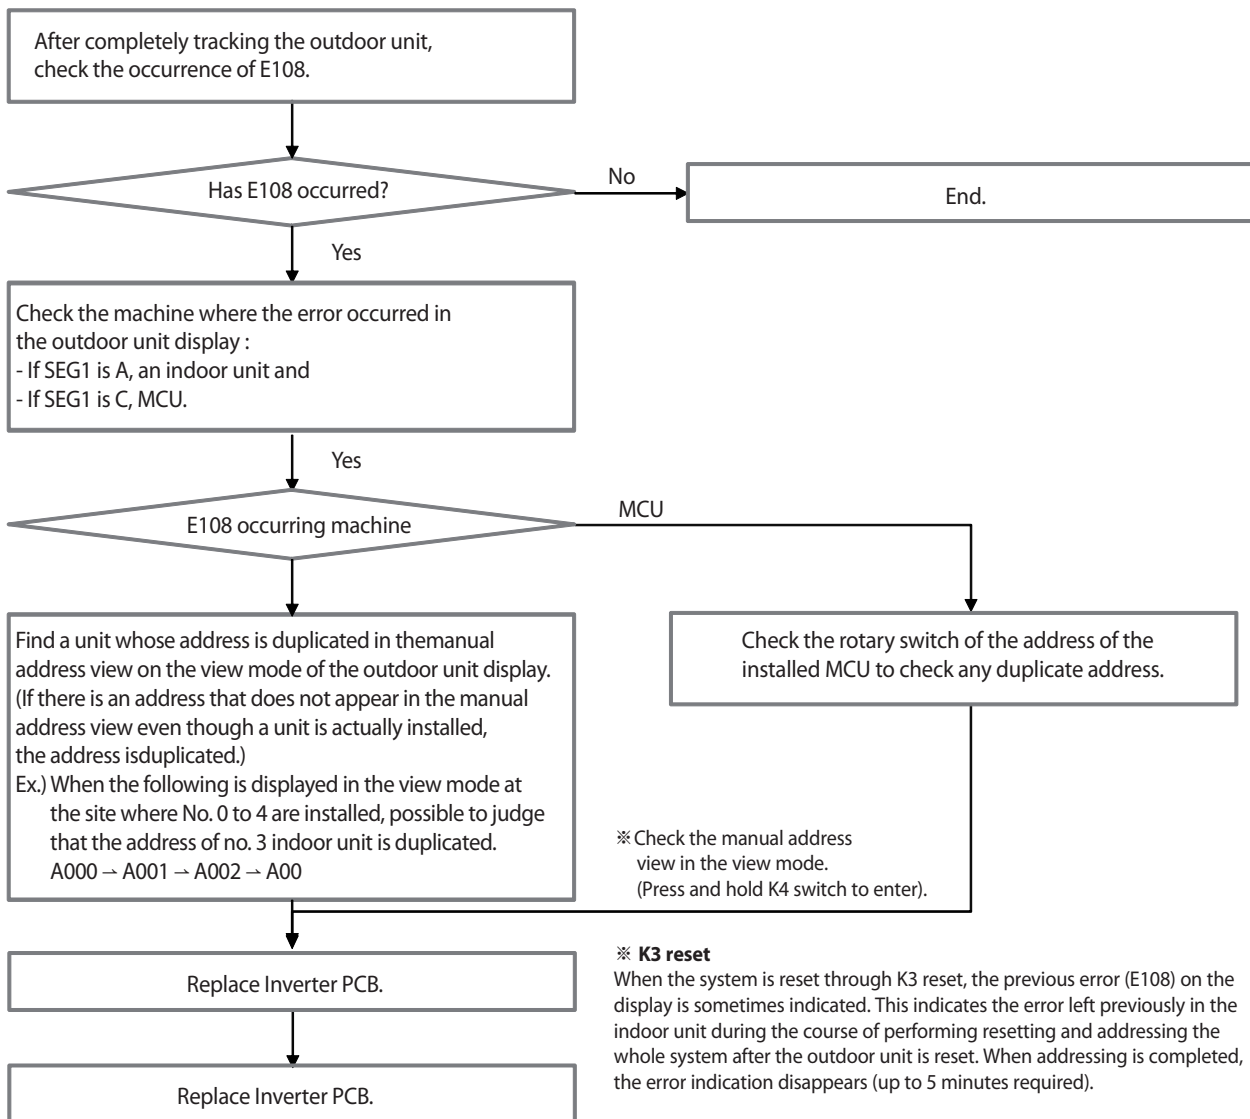 After completely tracking the outdoor unit,
check the occurrence of E108.
Has E108 occurred?
No
End.
Yes
Check the machine where the error occurred in
the outdoor unit display :
- If SEG1 is A, an indoor unit and
- If SEG1 is C, MCU.
Yes
E108 occurring machine
MCU
Find a unit whose address is duplicated in themanual
address view on the view mode of the outdoor unit display.
(If there is an address that does not appear in the manual
address view even though a unit is actually installed,
the address isduplicated.)
Ex.) When the following is displayed in the view mode at
the site where No. 0 to 4 are installed, possible to judge
that the address of no. 3 indoor unit is duplicated.
A000 → A001 → A002 → A00
Check the rotary switch of the address of the
installed MCU to check any duplicate address.
※ Check the manual address
view in the view mode.
(Press and hold K4 switch to enter).
Replace Inverter PCB.
Replace Inverter PCB.
※ K3 reset
When the system is reset through K3 reset, the previous error (E108) on the
display is sometimes indicated. This indicates the error left previously in the
indoor unit during the course of performing resetting and addressing the
whole system after the outdoor unit is reset. When addressing is completed,
the error indication disappears (up to 5 minutes required).